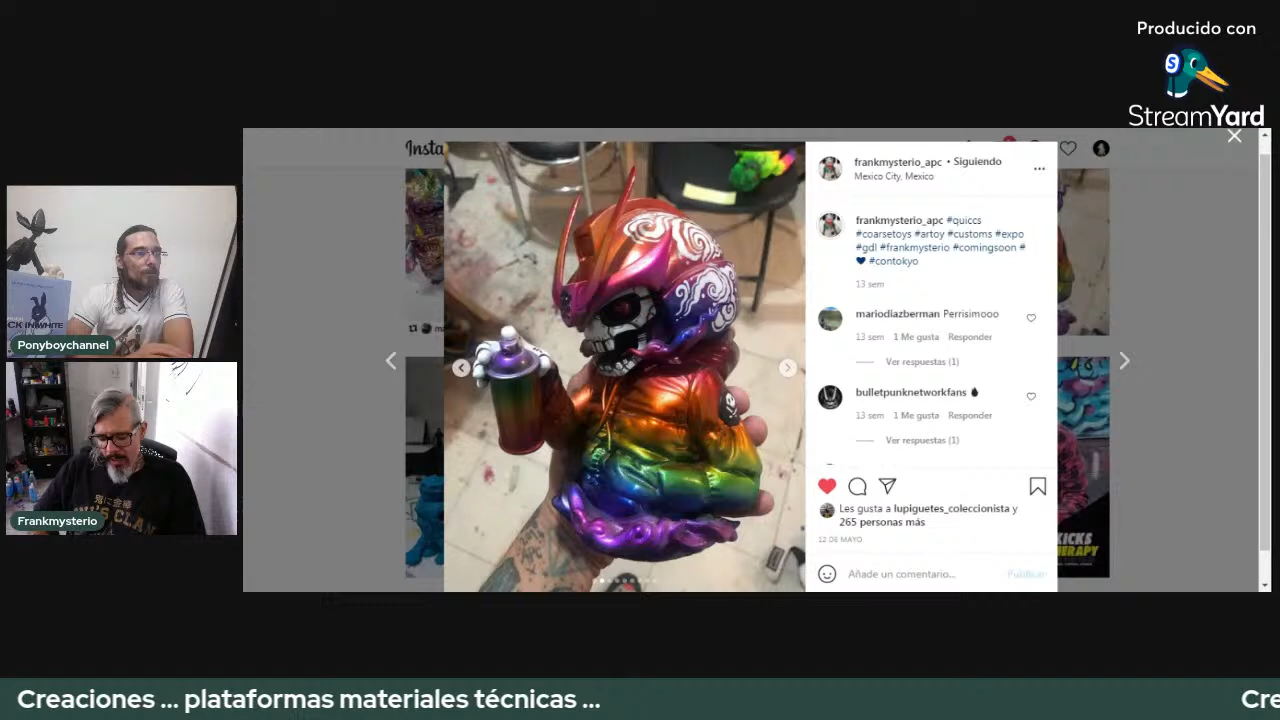 Producido con
StreamYard
Insta
frankmysterio_apc • Siguiendo
Mexico City, Mexico
frankmysterio_apc #quiccs
#coarsetoys #artoy #customs #expo
#gdl #frankmysterio #comingsoon #
#contokyo
13 sem
mariodiazberman Perrisimooo
13 sem 1 Me gusta Responder
Ver respuestas (1)
bulletpunknetworkfans
13 sem 1 Me gusta Responder
Ver respuestas (1)
Les gusta a lupiguetes_coleccionista y
265 personas más
12 DE MAYO
Añade un comentario...
Publicar
CK INWHITE
Ponyboychannel
Frankmysterio
KICKS
Creaciones ... plataformas materiales técnicas ...
Cre